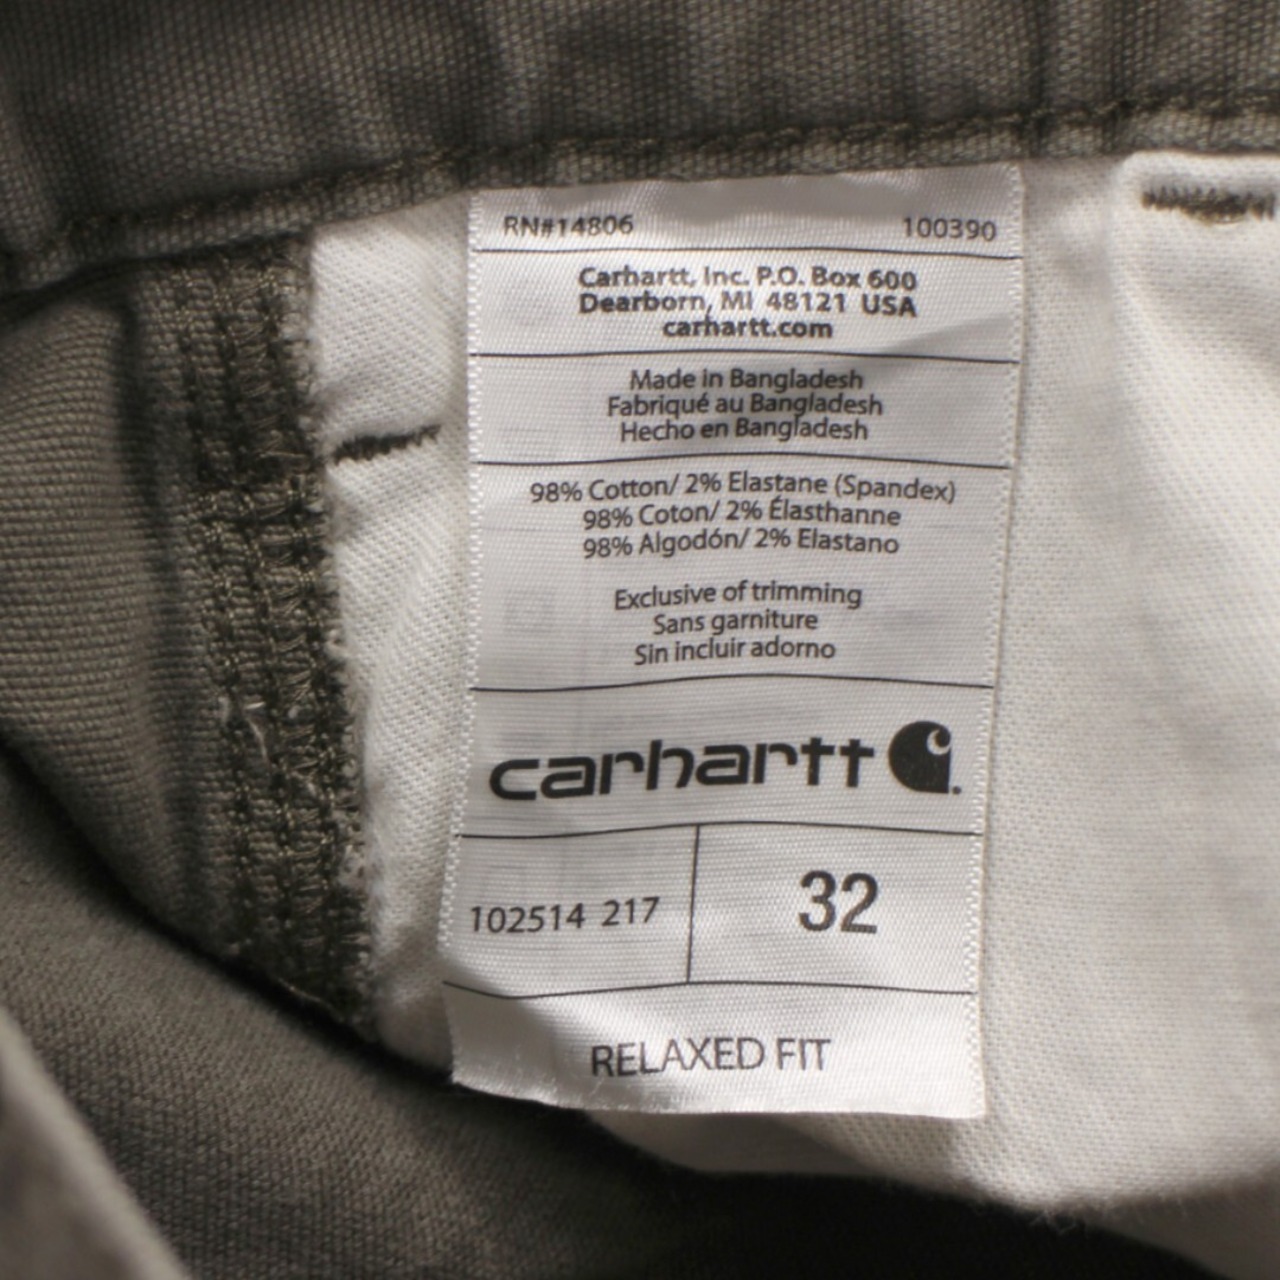 RN#14806 100390
Carhartt, Inc. P.O. Box 600
Dearborn, MI 48121 USA
carhartt.com
Made in Bangladesh
Fabriqué au Bangladesh
Hecho en Bangladesh
98% Cotton/ 2% Elastane (Spandex)
98% Coton/ 2% Élasthanne
98% Algodón/ 2% Elastano
Exclusive of trimming
Sans garniture
Sin incluir adorno
carhartt
102514 217 32
RELAXED FIT